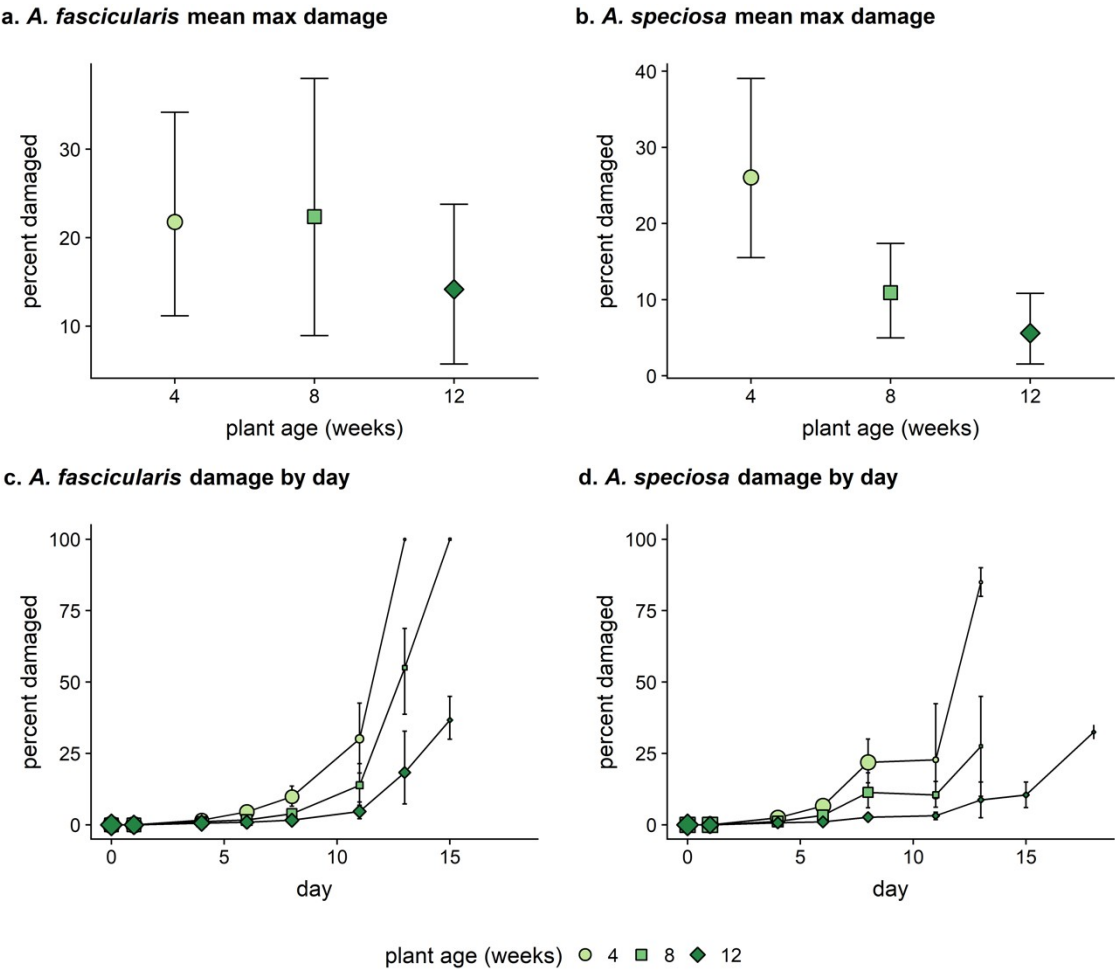 a. A. fascicularis mean max damage
percent damaged
30
20
10
4 8 12
plant age (weeks)
b. A. speciosa mean max damage
percent damaged
40
30
20
10
0
4 8 12
plant age (weeks)
c. A. fascicularis damage by day
percent damaged
100
75
50
25
0
0 5 10 15
day
d. A. speciosa damage by day
percent damaged
100
75
50
25
0
0 5 10 15
day
plant age (weeks) 4 8 12